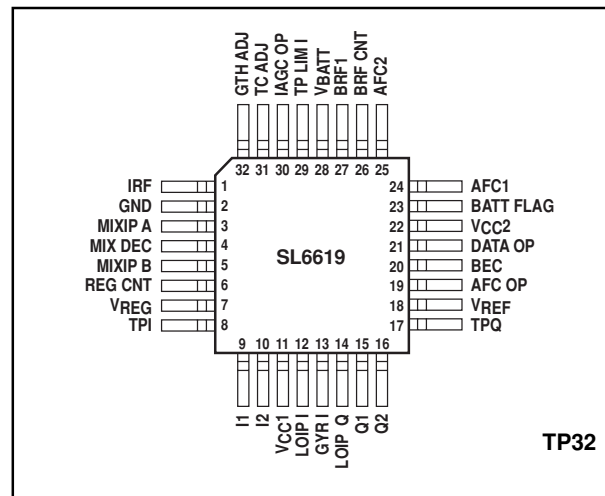 GTH ADJ
TC ADJ
IAGC OP
TP LIM I
VBATT
BRF1
BRF CNT
AFC2
32 31 30 29 28 27 26 25
IRF 1
GND 2
MIXIP A 3
MIX DEC 4
MIXIP B 5
REG CNT 6
VREG 7
TPI 8
SL6619
24 AFC1
23 BATT FLAG
22 VCC2
21 DATA OP
20 BEC
19 AFC OP
18 VREF
17 TPQ
9 10 11 12 13 14 15 16
I1
I2
VCC1
LOIP I
GYR I
LOIP Q
Q1
Q2
TP32